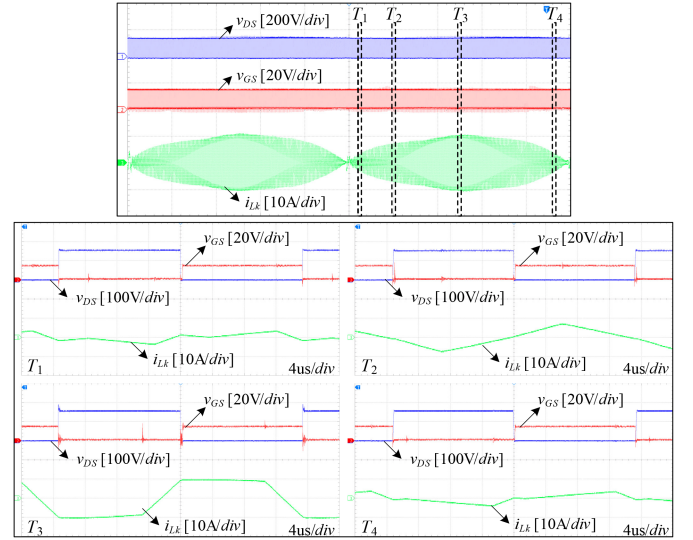 v_DS [200V/div]
T_1 T_2 T_3 T_4
v_GS [20V/div]
i_Lk [10A/div]
v_GS [20V/div]
v_DS [100V/div]
i_Lk [10A/div]
T_1 4us/div
v_GS [20V/div]
v_DS [100V/div]
i_Lk [10A/div]
T_2 4us/div
v_GS [20V/div]
v_DS [100V/div]
i_Lk [10A/div]
T_3 4us/div
v_GS [20V/div]
v_DS [100V/div]
i_Lk [10A/div]
T_4 4us/div